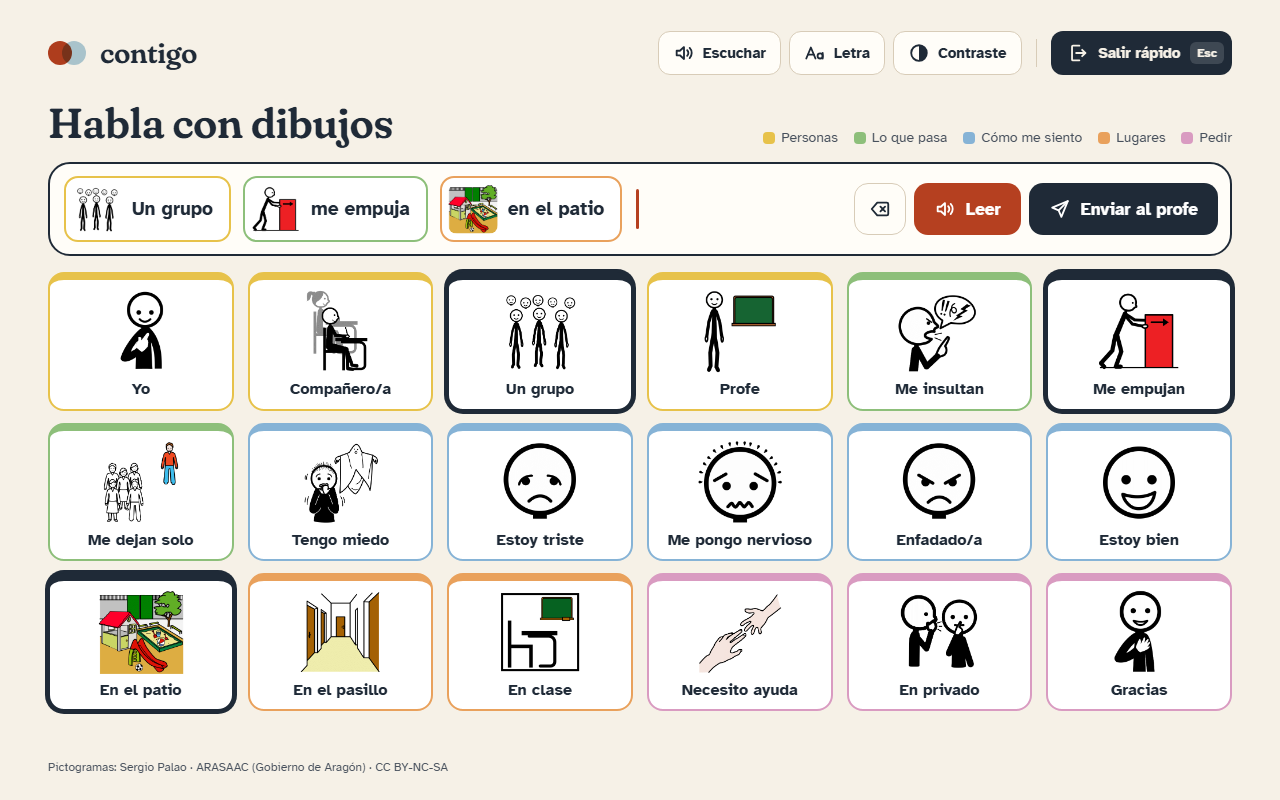 contigo
Escuchar
Aa Letra
Contraste
Salir rápido Esc
Habla con dibujos
Personas Lo que pasa Cómo me siento Lugares Pedir
Un grupo me empuja en el patio
Leer
Enviar al profe
Yo
Compañero/a
Un grupo
Profe
Me insultan
Me empujan
Me dejan solo
Tengo miedo
Estoy triste
Me pongo nervioso
Enfadado/a
Estoy bien
En el patio
En el pasillo
En clase
Necesito ayuda
En privado
Gracias
Pictogramas: Sergio Palao · ARASAAC (Gobierno de Aragón) · CC BY-NC-SA